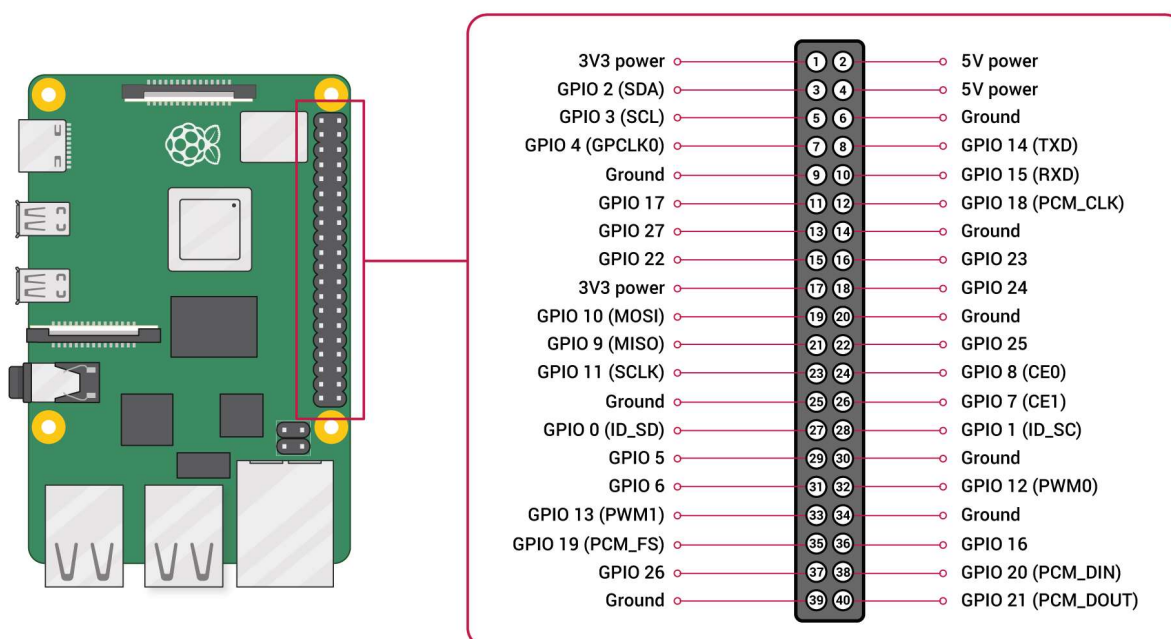 3V3 power 1 2 5V power
GPIO 2 (SDA) 3 4 5V power
GPIO 3 (SCL) 5 6 Ground
GPIO 4 (GPCLK0) 7 8 GPIO 14 (TXD)
Ground 9 10 GPIO 15 (RXD)
GPIO 17 11 12 GPIO 18 (PCM_CLK)
GPIO 27 13 14 Ground
GPIO 22 15 16 GPIO 23
3V3 power 17 18 GPIO 24
GPIO 10 (MOSI) 19 20 Ground
GPIO 9 (MISO) 21 22 GPIO 25
GPIO 11 (SCLK) 23 24 GPIO 8 (CE0)
Ground 25 26 GPIO 7 (CE1)
GPIO 0 (ID_SD) 27 28 GPIO 1 (ID_SC)
GPIO 5 29 30 Ground
GPIO 6 31 32 GPIO 12 (PWM0)
GPIO 13 (PWM1) 33 34 Ground
GPIO 19 (PCM_FS) 35 36 GPIO 16
GPIO 26 37 38 GPIO 20 (PCM_DIN)
Ground 39 40 GPIO 21 (PCM_DOUT)